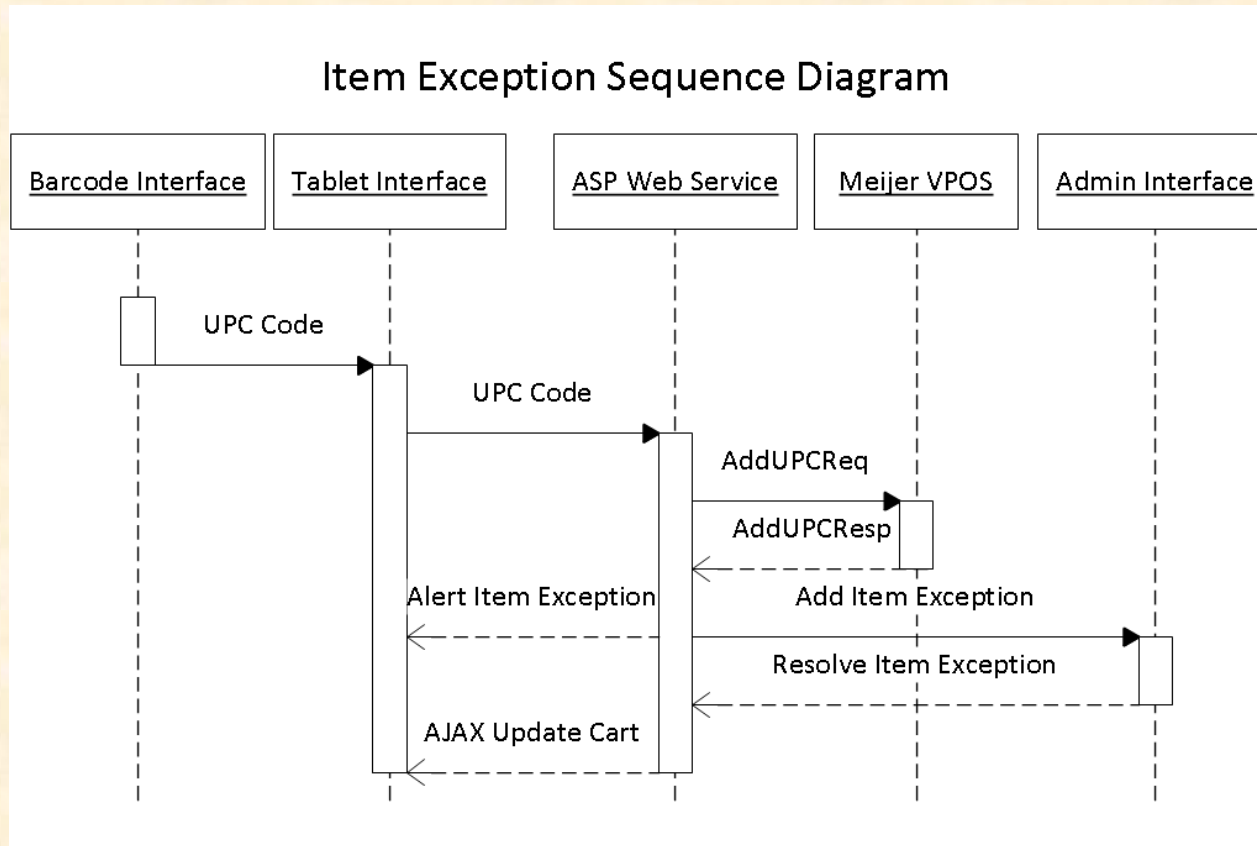 Item Exception Sequence Diagram
Barcode Interface
Tablet Interface
ASP Web Service
Meijer VPOS
Admin Interface
UPC Code
UPC Code
AddUPCReq
AddUPCResp
Alert Item Exception
Add Item Exception
Resolve Item Exception
AJAX Update Cart